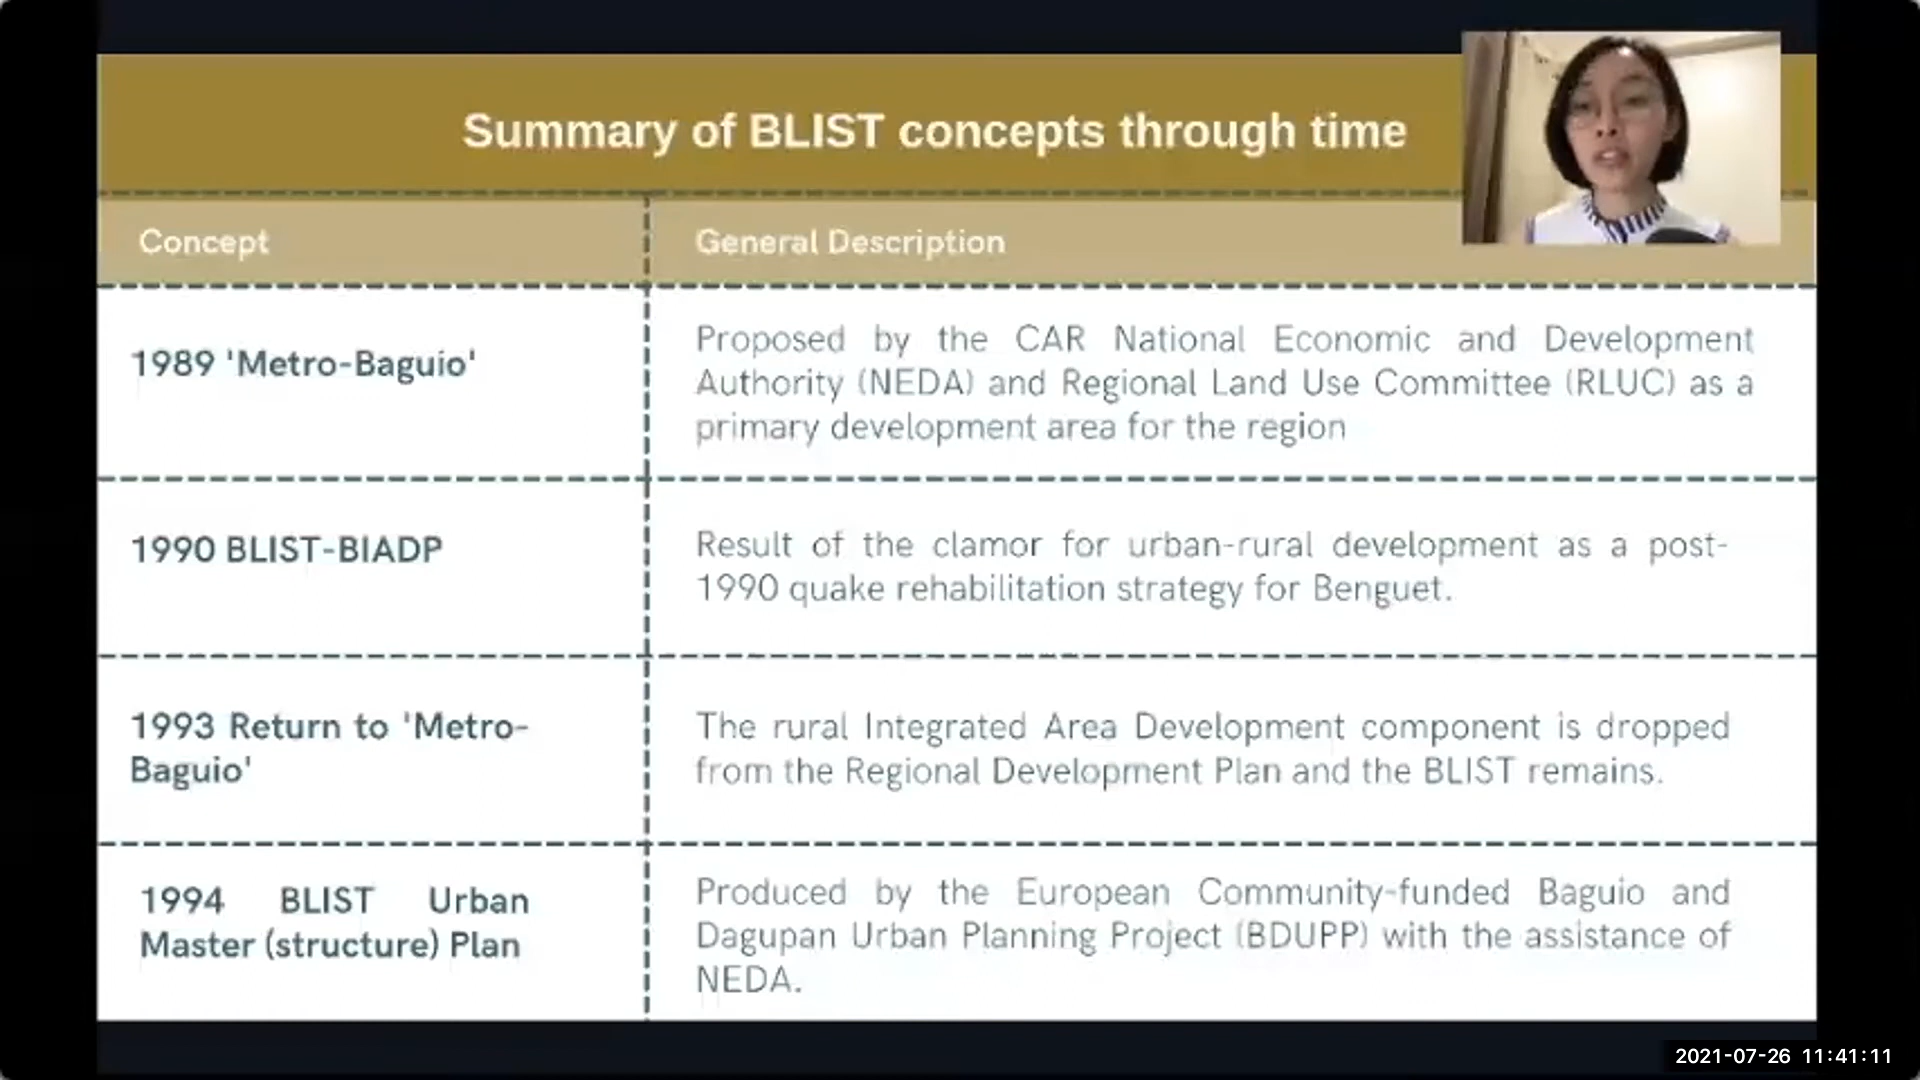 Summary of BLIST concepts through time
Concept
General Description
1989 'Metro-Baguio'
Proposed by the CAR National Economic and Development
Authority (NEDA) and Regional Land Use Committee (RLUC) as a
primary development area for the region
1990 BLIST-BIADP
Result of the clamor for urban-rural development as a post-
1990 quake rehabilitation strategy for Benguet.
1993 Return to 'Metro-
Baguio'
The rural Integrated Area Development component is dropped
from the Regional Development Plan and the BLIST remains.
1994 BLIST Urban
Master (structure) Plan
Produced by the European Community-funded Baguio and
Dagupan Urban Planning Project (BDUPP) with the assistance of
NEDA.
2021-07-26 11:41:11